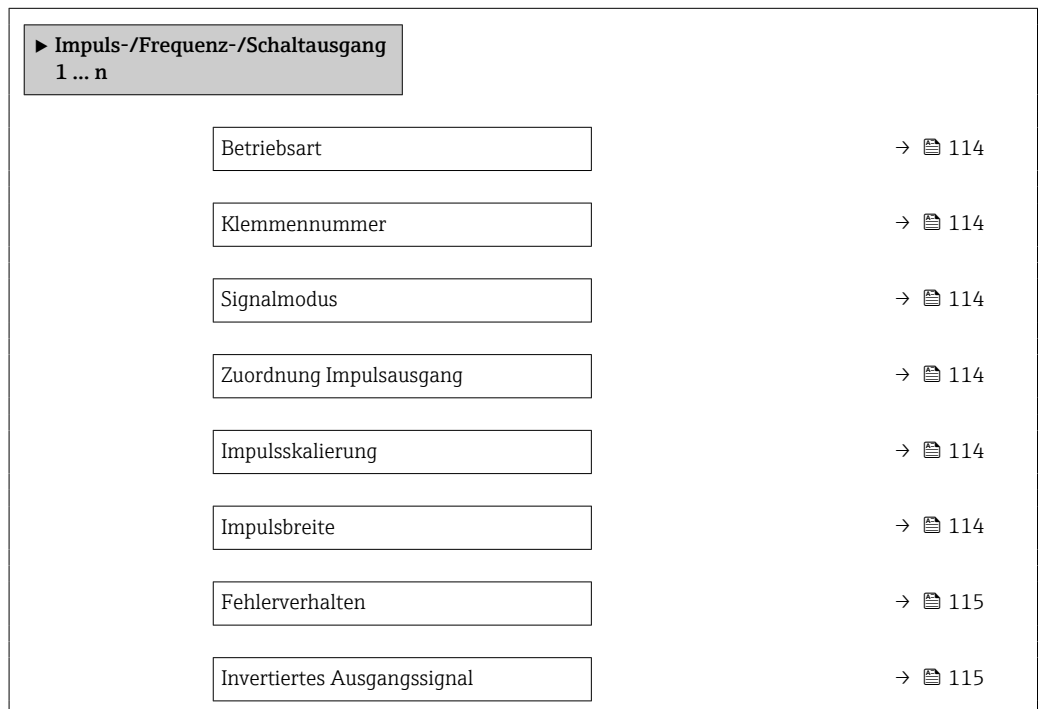 ▶ Impuls-/Frequenz-/Schaltausgang
1 … n
Betriebsart → 114
Klemmennummer → 114
Signalmodus → 114
Zuordnung Impulsausgang → 114
Impulsskalierung → 114
Impulsbreite → 114
Fehlerverhalten → 115
Invertiertes Ausgangssignal → 115